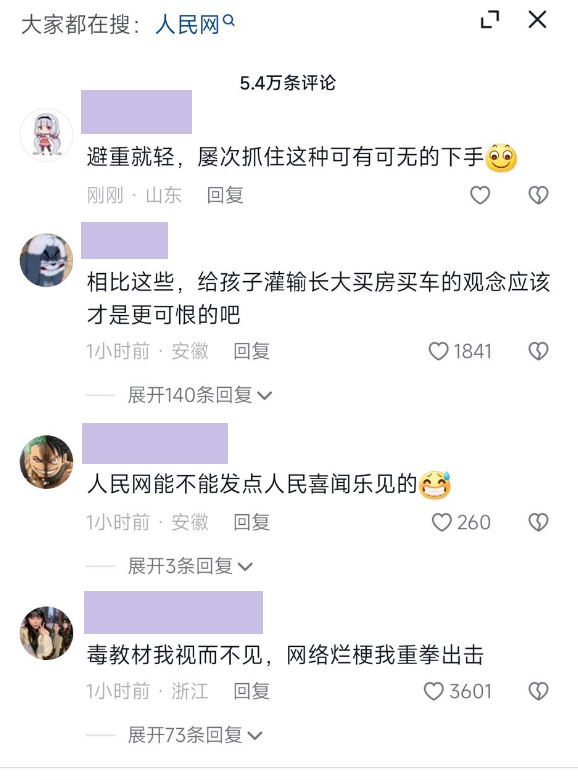 大家都在搜：人民网
5.4万条评论
避重就轻，屡次抓住这种可有可无的下手
刚刚 · 山东 回复
相比这些，给孩子灌输长大买房买车的观念应该
才是更可恨的吧
1小时前 · 安徽 回复 1841
展开140条回复
人民网能不能发点人民喜闻乐见的
1小时前 · 安徽 回复 260
展开3条回复
毒教材我视而不见，网络烂梗我重拳出击
1小时前 · 浙江 回复 3601
展开73条回复